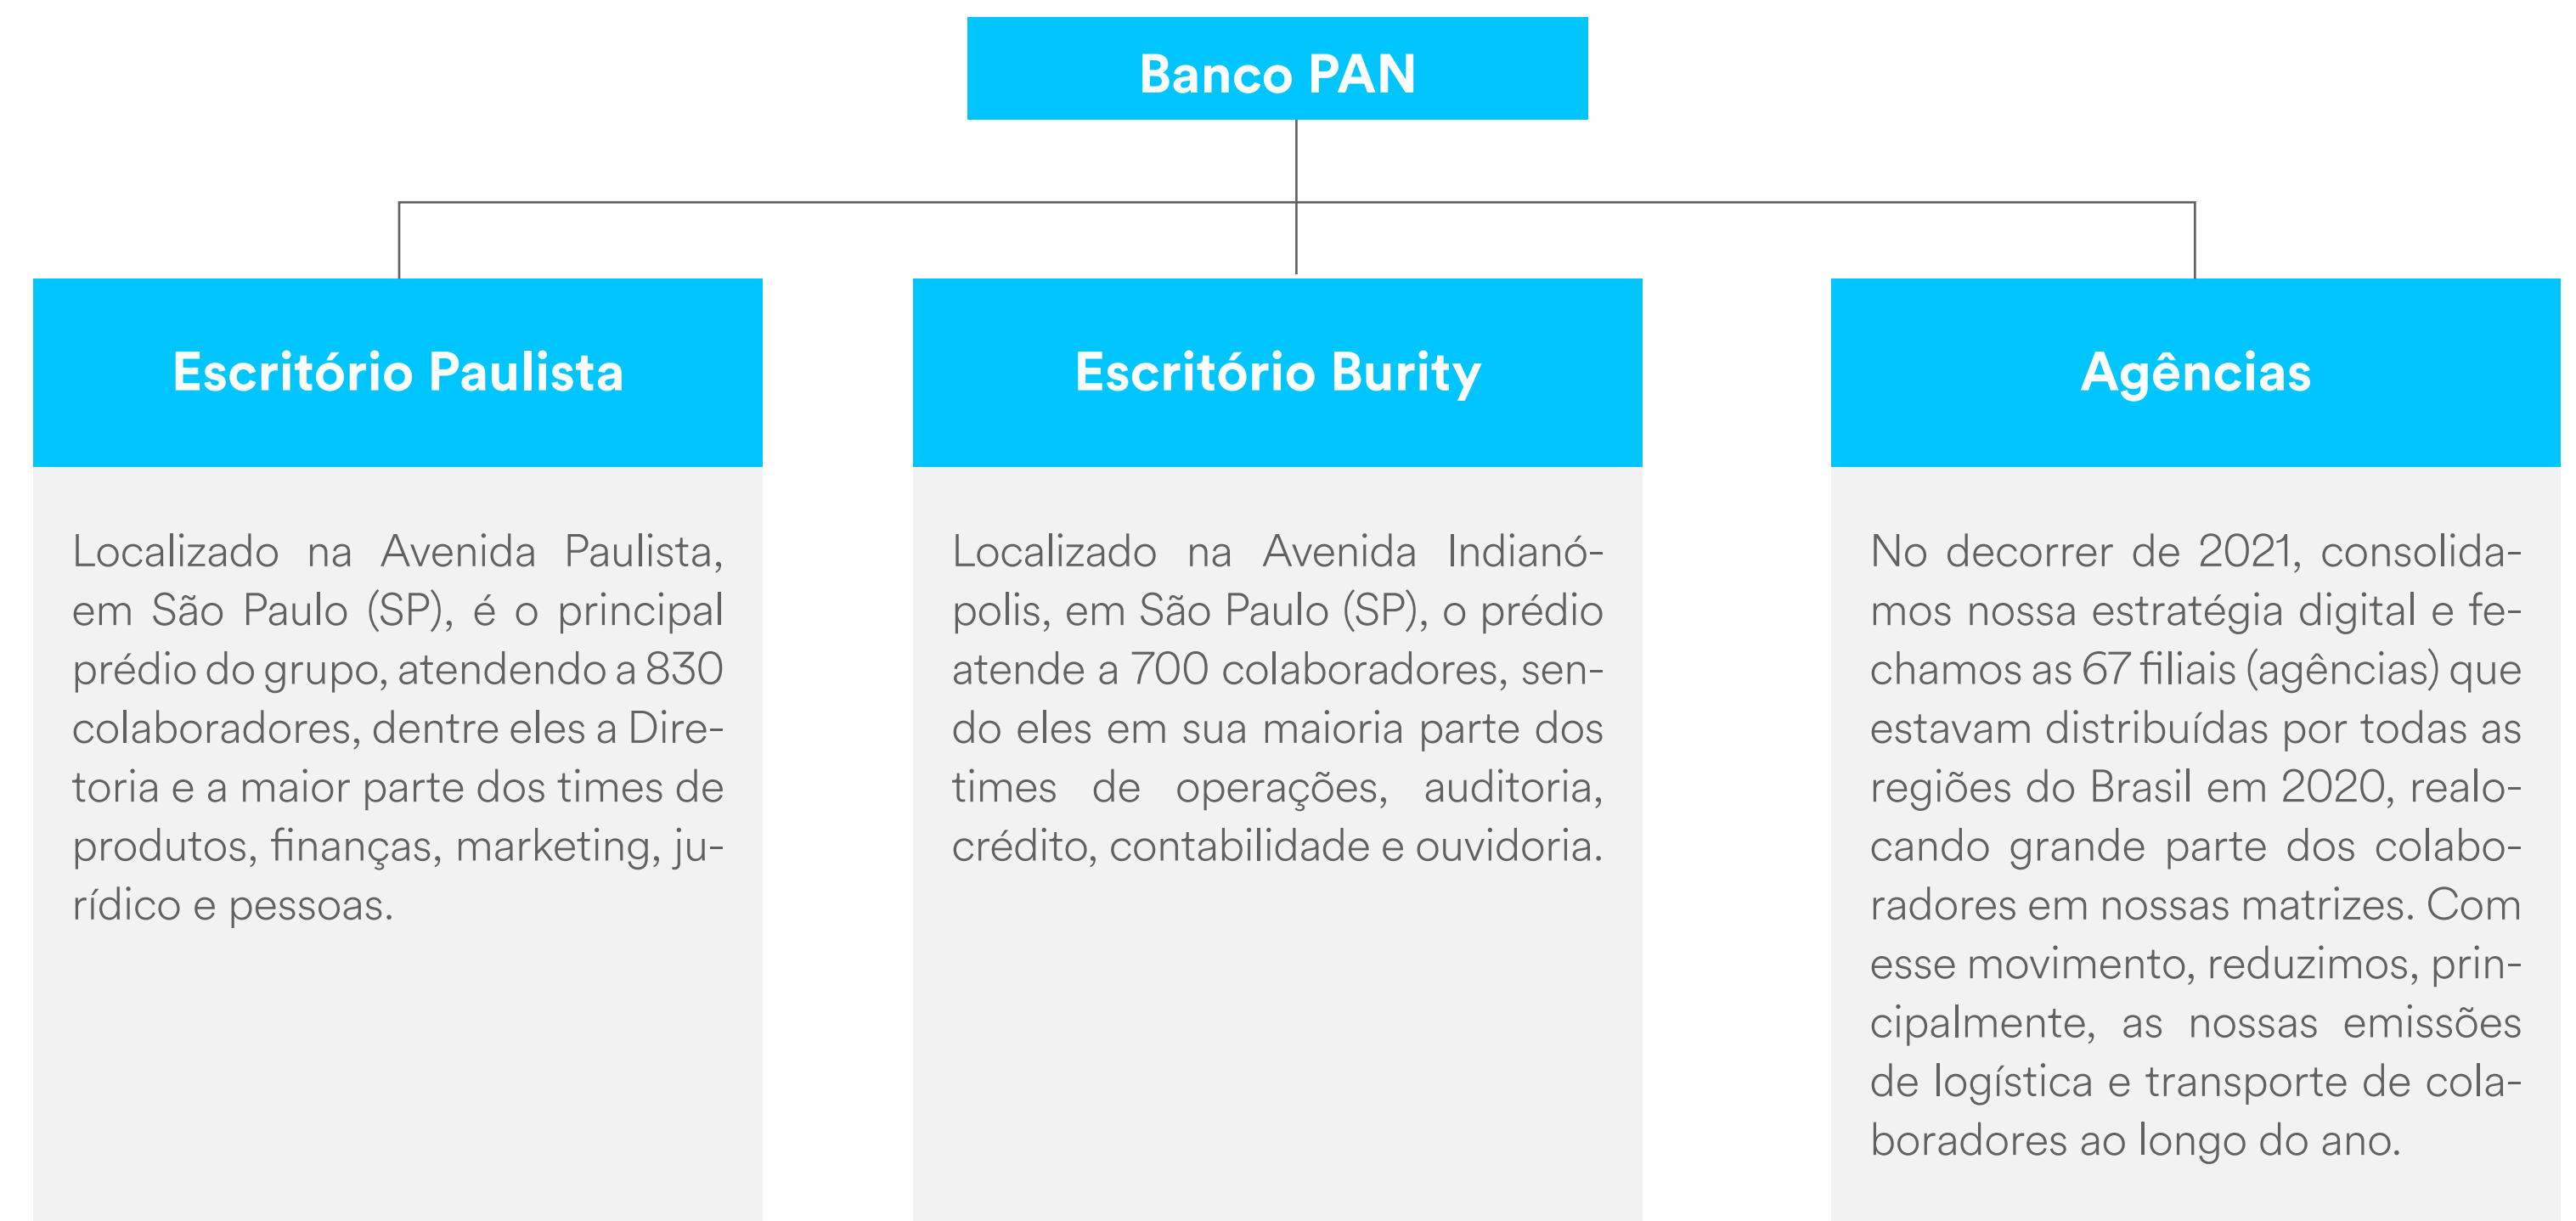 Banco PAN
Escritório Paulista
Localizado na Avenida Paulista,
em São Paulo (SP), é o principal
prédio do grupo, atendendo a 830
colaboradores, dentre eles a Dire-
toria e a maior parte dos times de
produtos, finanças, marketing, ju-
rídico e pessoas.
Escritório Burity
Localizado na Avenida Indianó-
polis, em São Paulo (SP), o prédio
atende a 700 colaboradores, sen-
do eles em sua maioria parte dos
times de operações, auditoria,
crédito, contabilidade e ouvidoria.
Agências
No decorrer de 2021, consolida-
mos nossa estratégia digital e fe-
chamos as 67 filiais (agências) que
estavam distribuídas por todas as
regiões do Brasil em 2020, realo-
cando grande parte dos colabo-
radores em nossas matrizes. Com
esse movimento, reduzimos, prin-
cipalmente, as nossas emissões
de logística e transporte de cola-
boradores ao longo do ano.